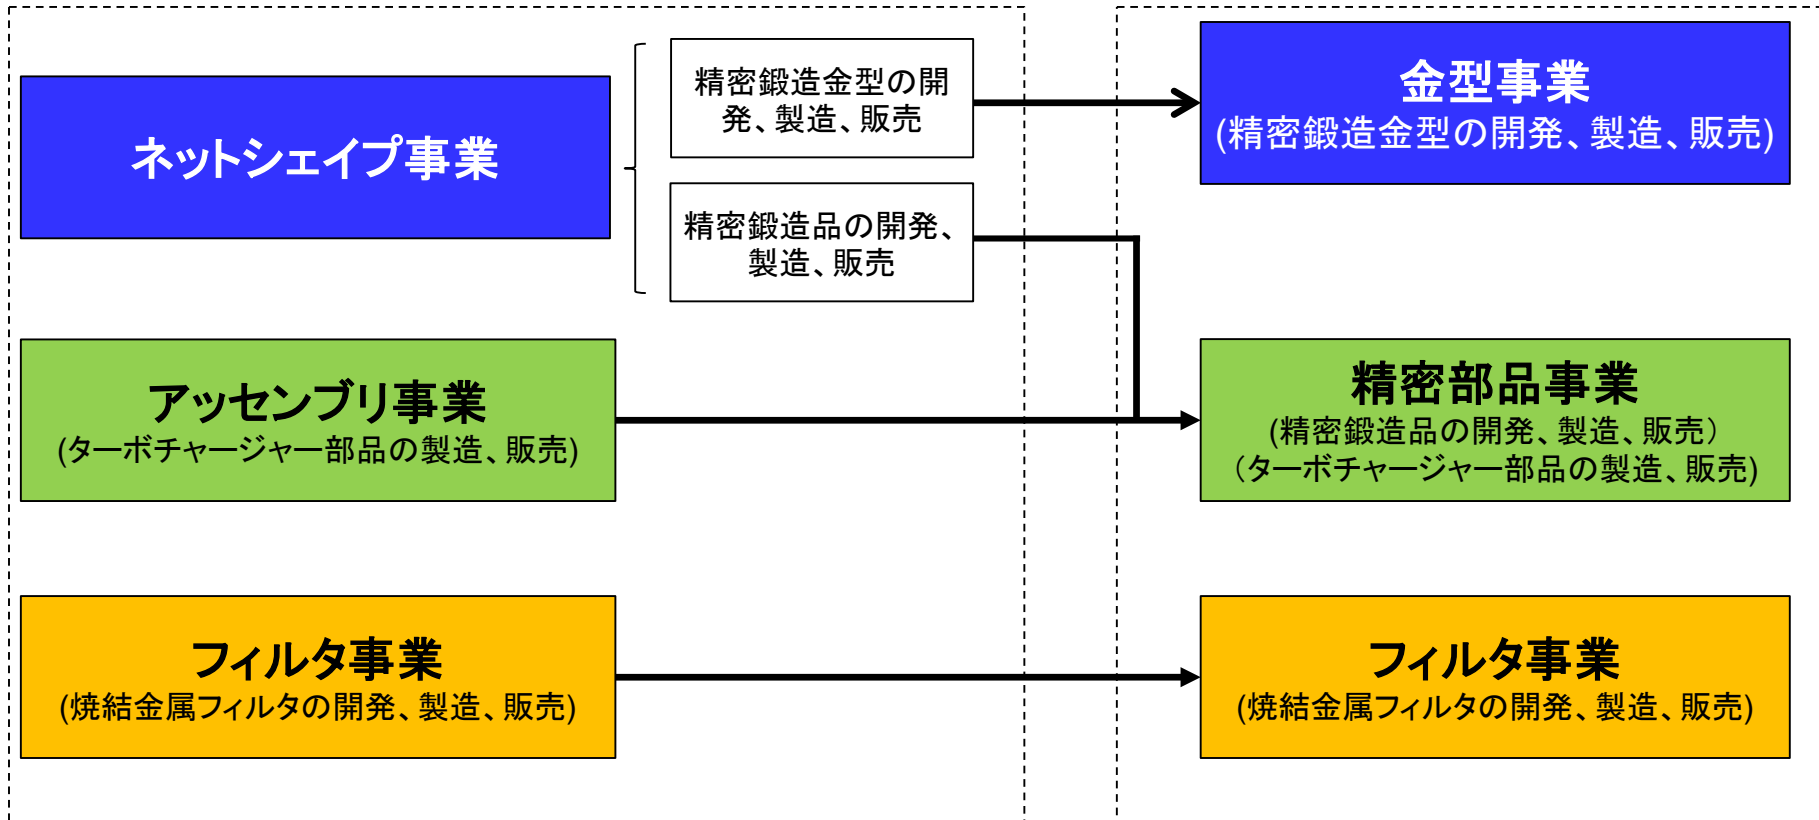 ネットシェイプ事業
精密鍛造金型の開
発、製造、販売
精密鍛造品の開発、
製造、販売
アッセンブリ事業
(ターボチャージャー部品の製造、販売)
フィルタ事業
(焼結金属フィルタの開発、製造、販売)
金型事業
(精密鍛造金型の開発、製造、販売)
精密部品事業
(精密鍛造品の開発、製造、販売）
（ターボチャージャー部品の製造、販売)
フィルタ事業
(焼結金属フィルタの開発、製造、販売)